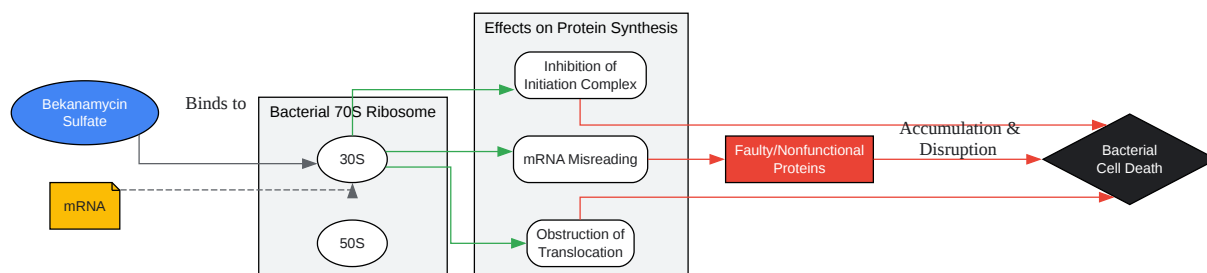 Effects on Protein Synthesis
Inhibition of
Initiation Complex
Bekanamycin
Sulfate
Binds to
Bacterial 70S Ribosome
30S
mRNA Misreading
Faulty/Nonfunctional
Proteins
Accumulation &
Disruption
Bacterial
Cell Death
mRNA
50S
Obstruction of
Translocation